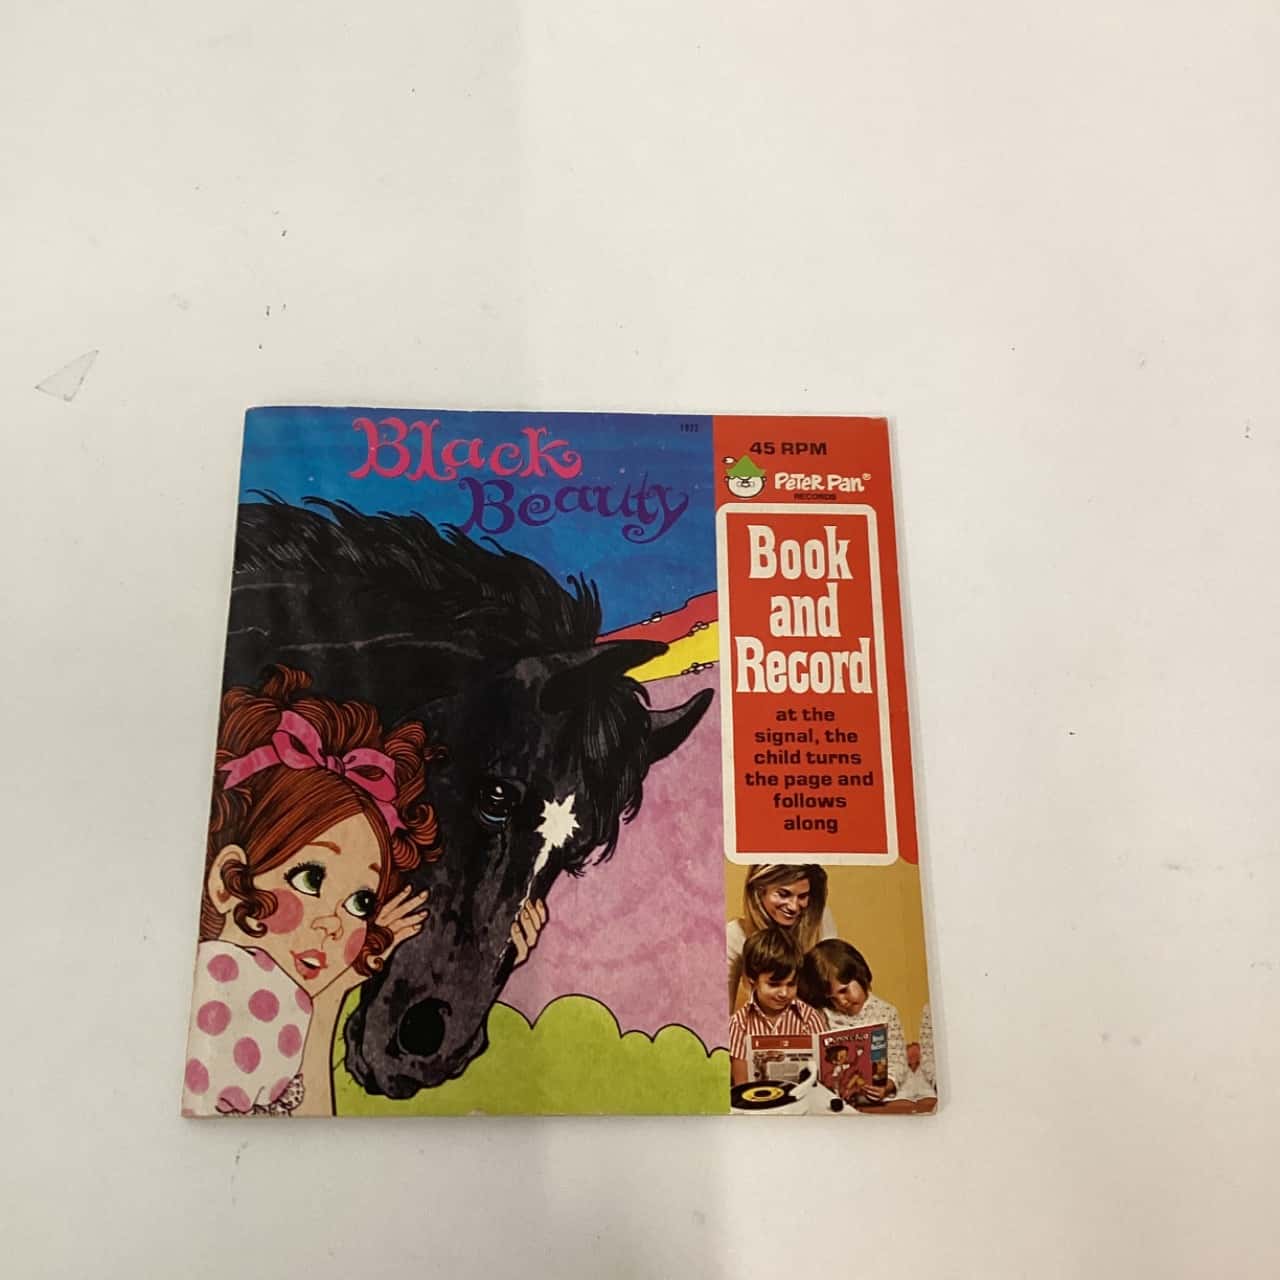 Black
Beauty
45 RPM
Peter Pan®
RECORDS
Book
and
Record
at the
signal, the
child turns
the page and
follows
along